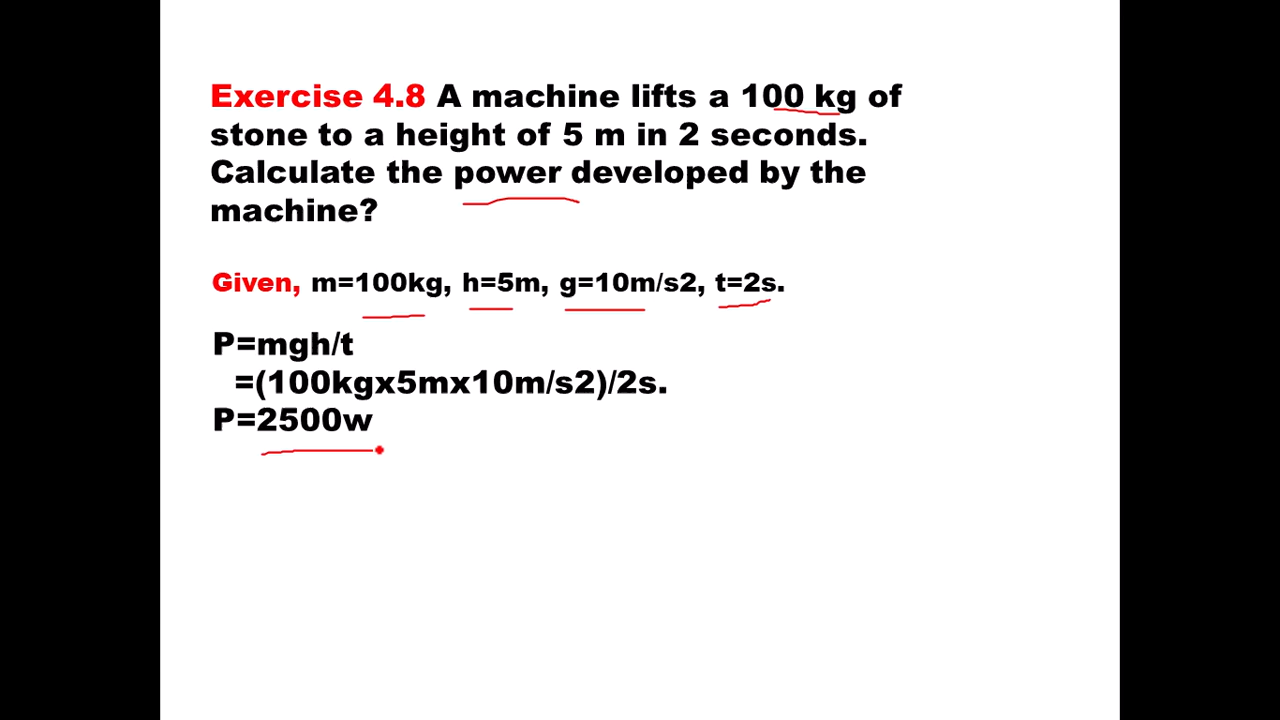 Exercise 4.8 A machine lifts a 100 kg of
stone to a height of 5 m in 2 seconds.
Calculate the power developed by the
machine?
Given, m=100kg, h=5m, g=10m/s2, t=2s.
P=mgh/t
=(100kgx5mx10m/s2)/2s.
P=2500w